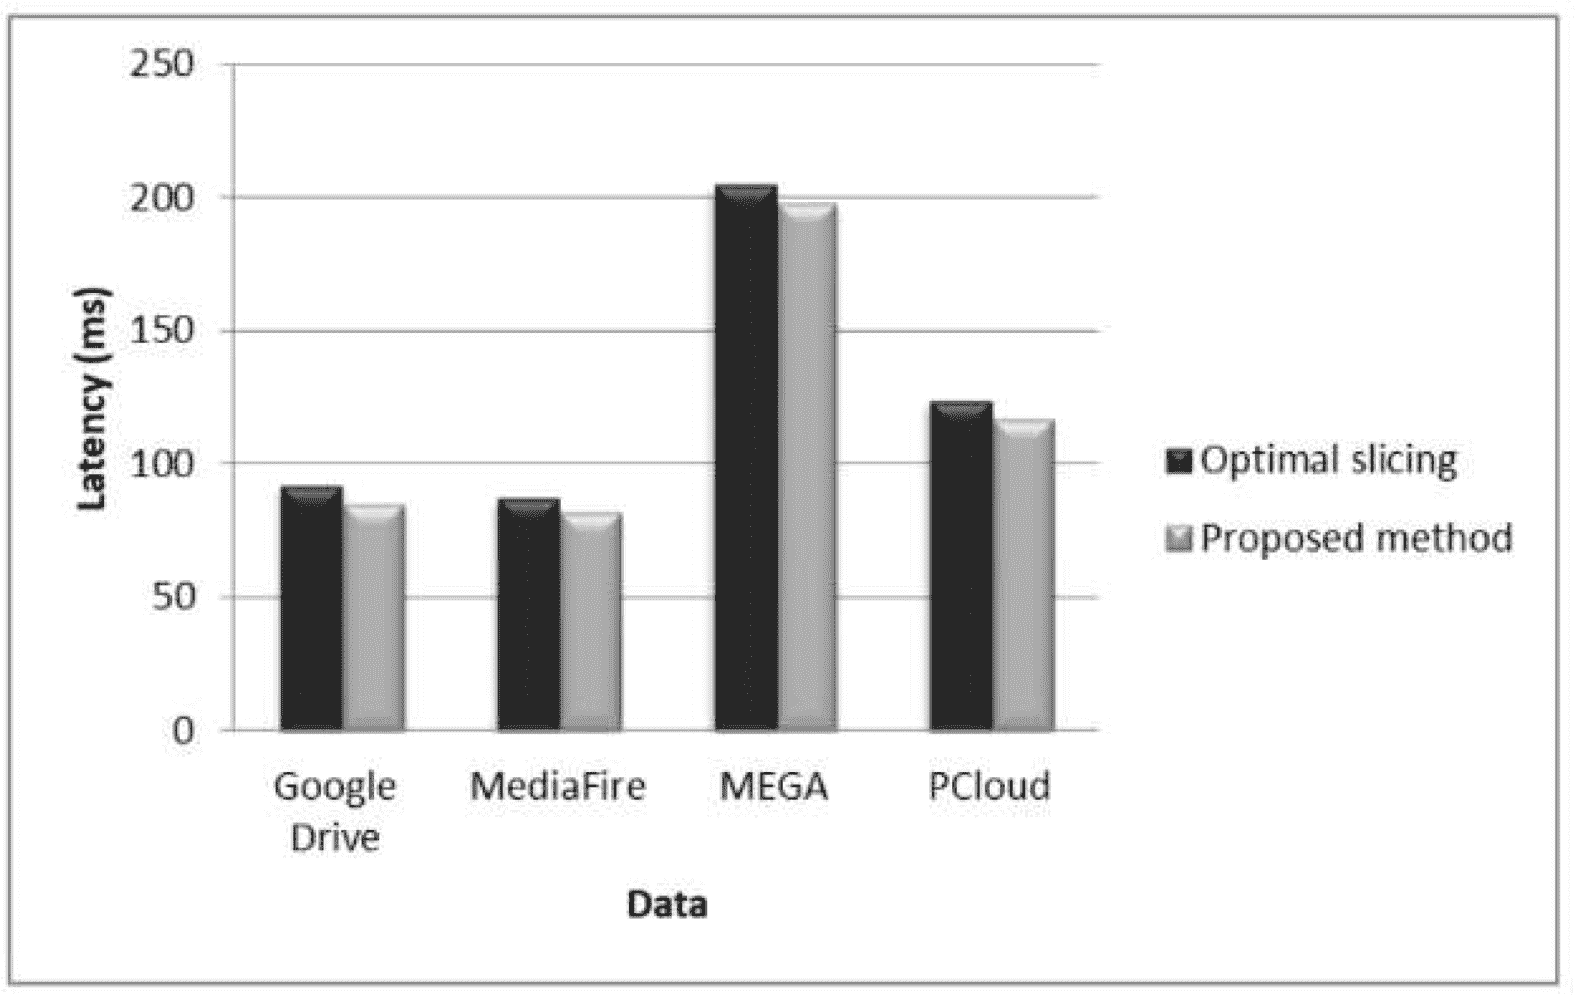 250
200
150
100
50
0
Latency (ms)
Google
Drive
MediaFire
MEGA
PCloud
Data
Optimal slicing
Proposed method